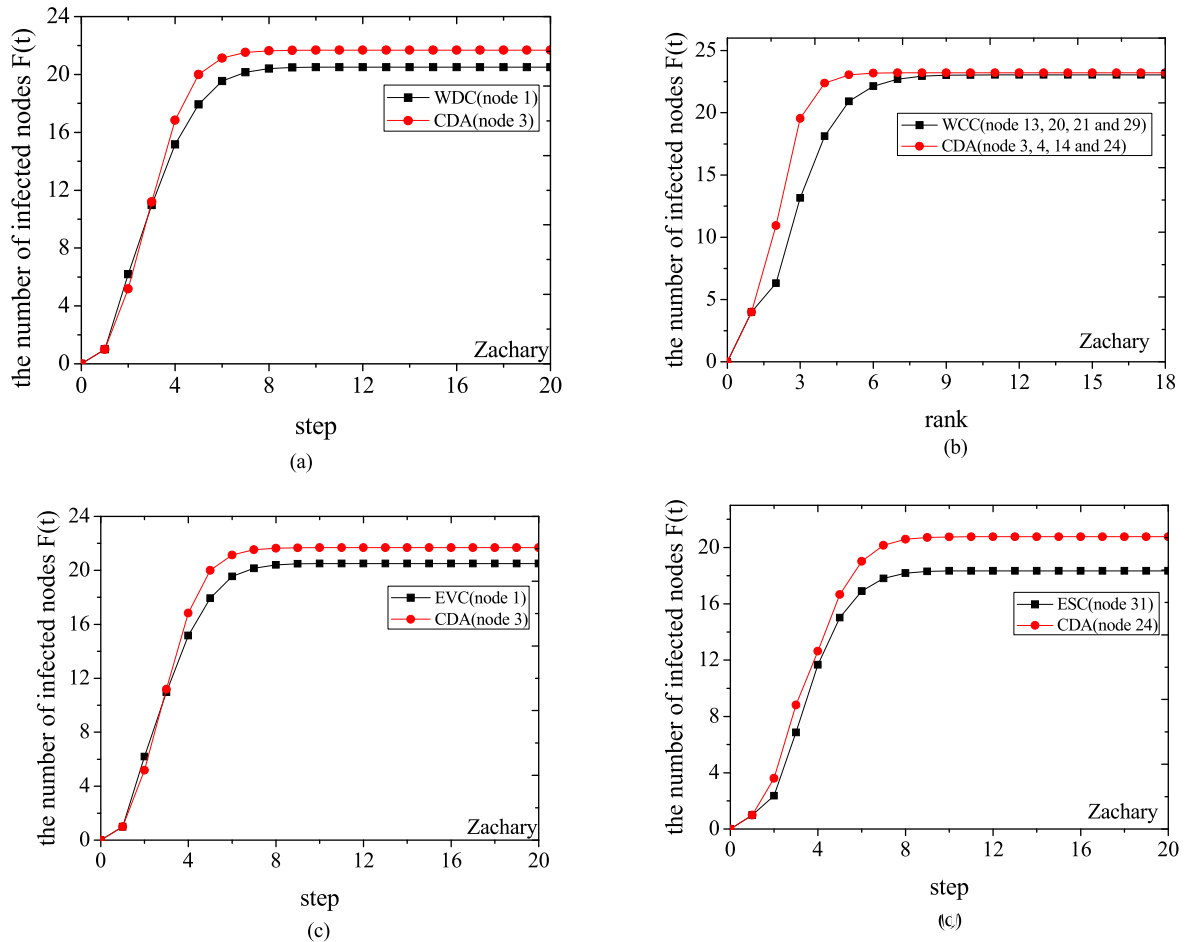 the number of infected nodes F(t)
24
20
16
12
8
4
0
WDC(node 1)
CDA(node 3)
Zachary
0 4 8 12 16 20
step
(a)
the number of infected nodes F(t)
25
20
15
10
5
0
WCC(node 13, 20, 21 and 29)
CDA(node 3, 4, 14 and 24)
Zachary
0 3 6 9 12 15 18
rank
(b)
the number of infected nodes F(t)
24
20
16
12
8
4
0
EVC(node 1)
CDA(node 3)
Zachary
0 4 8 12 16 20
step
(c)
the number of infected nodes F(t)
20
16
12
8
4
0
ESC(node 31)
CDA(node 24)
Zachary
0 4 8 12 16 20
step